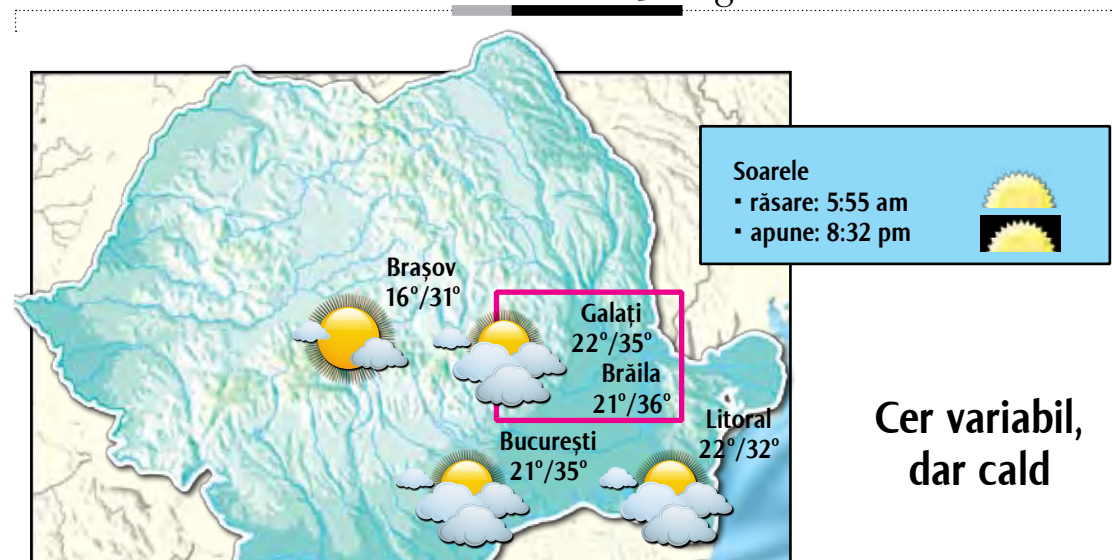 Soarele
▪ răsare: 5:55 am
▪ apune: 8:32 pm
Brașov
16°/31°
Galați
22°/35°
Brăila
21°/36°
Litoral
22°/32°
București
21°/35°
Cer variabil,
dar cald